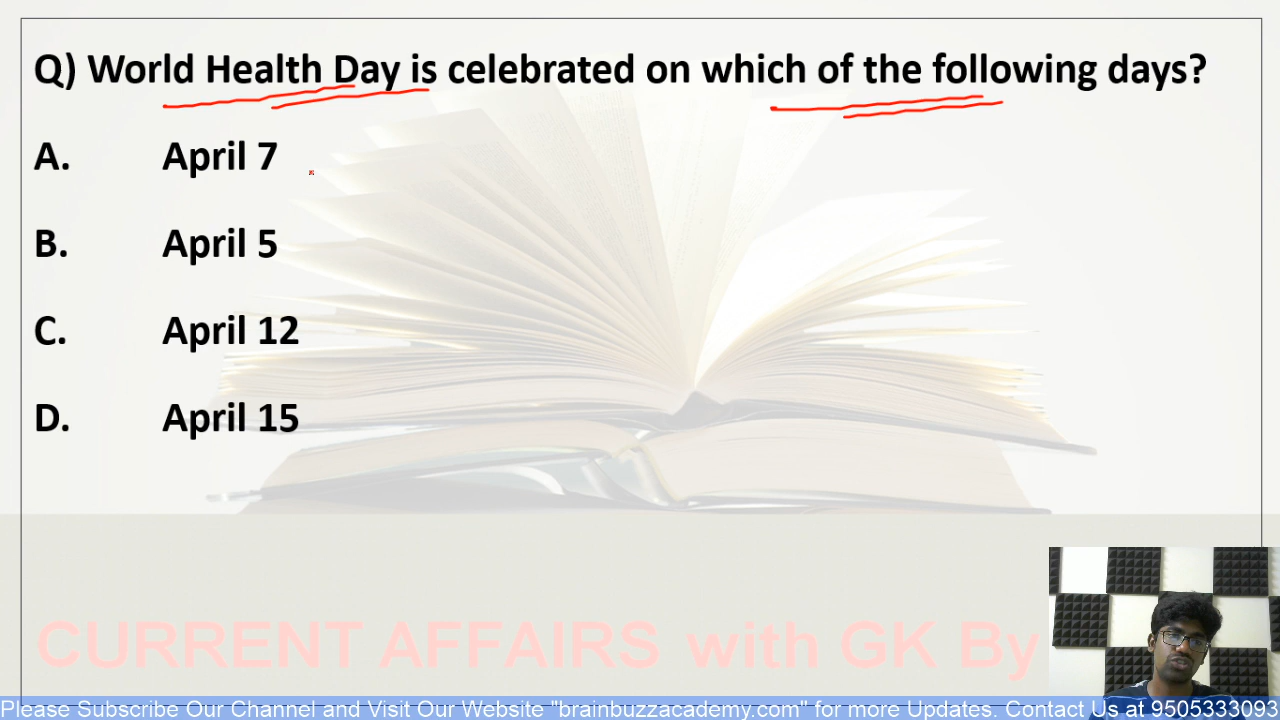 Q) World Health Day is celebrated on which of the following days?
A. April 7
B. April 5
C. April 12
D. April 15
CURRENT AFFAIRS with GK By
Please Subscribe Our Channel and Visit Our Website "brainbuzzacademy.com" for more Updates. Contact Us at 9505333093